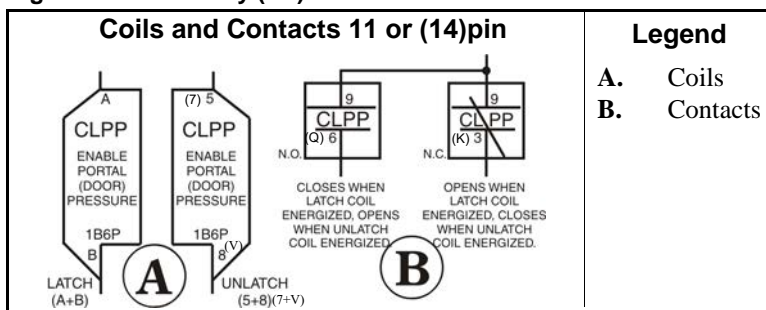 Coils and Contacts 11 or (14)pin
Legend
A. Coils
B. Contacts
A
CLPP
ENABLE
PORTAL
(DOOR)
PRESSURE
1B6P
B
LATCH
(A+B)
(7) 5
CLPP
ENABLE
PORTAL
(DOOR)
PRESSURE
1B6P
8(V)
UNLATCH
(5+8)(7+V)
A
9
CLPP
(Q) 6
N.O.
CLOSES WHEN
LATCH COIL
ENERGIZED, OPENS
WHEN UNLATCH
COIL ENERGIZED.
9
CLPP
(K) 3
N.C.
OPENS WHEN
LATCH COIL
ENERGIZED, CLOSES
WHEN UNLATCH
COIL ENERGIZED.
B